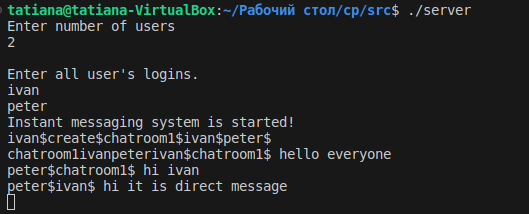 tatiana@tatiana-VirtualBox:~/Рабочий стол/cp/src$ ./server
Enter number of users
2
Enter all user's logins.
ivan
peter
Instant messaging system is started!
ivan$create$chatroom1$ivan$peter$
chatroom1ivanpeterivan$chatroom1$ hello everyone
peter$chatroom1$ hi ivan
peter$ivan$ hi it is direct message